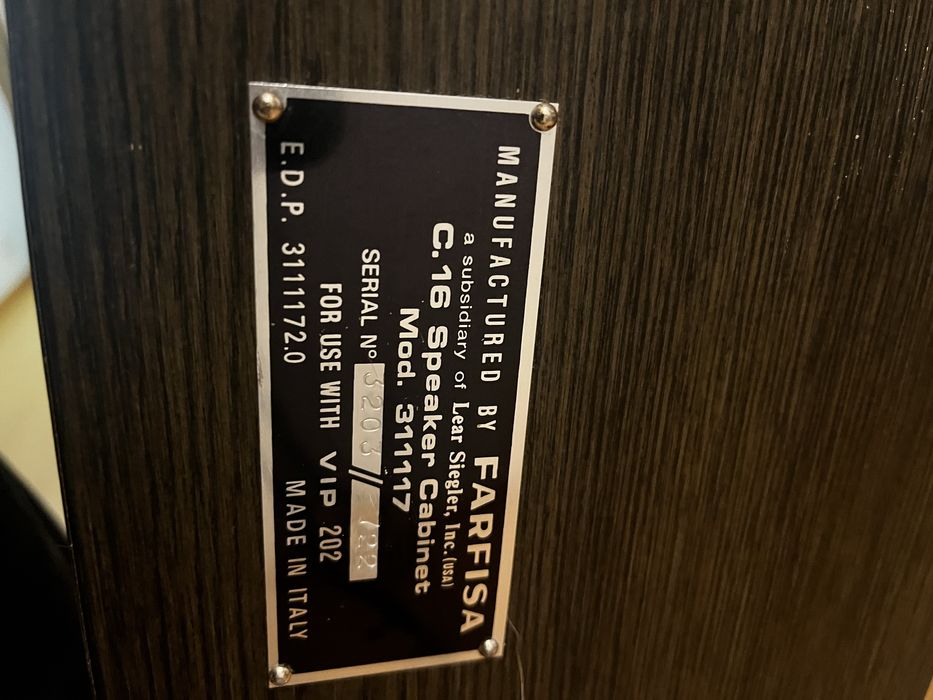 MANUFACTURED BY FARFISA
a subsidiary of Lear Siegler, Inc. (USA)
C.16 Speaker Cabinet
Mod. 311117
SERIAL N° 3203 //
FOR USE WITH VIP 202
E.D.P. 3111172.0 MADE IN ITALY